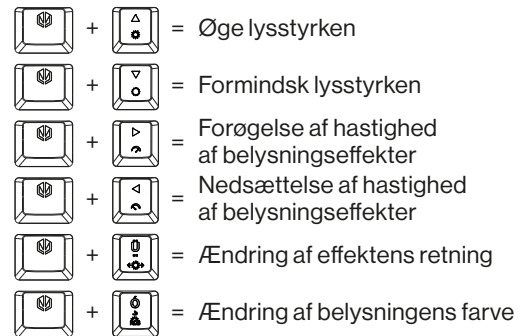 + = Øge lysstyrken
+ = Formindsk lysstyrken
+ = Forøgelse af hastighed
af belysningseffekter
+ = Nedsættelse af hastighed
af belysningseffekter
+ = Ændring af effektens retning
+ = Ændring af belysningens farve